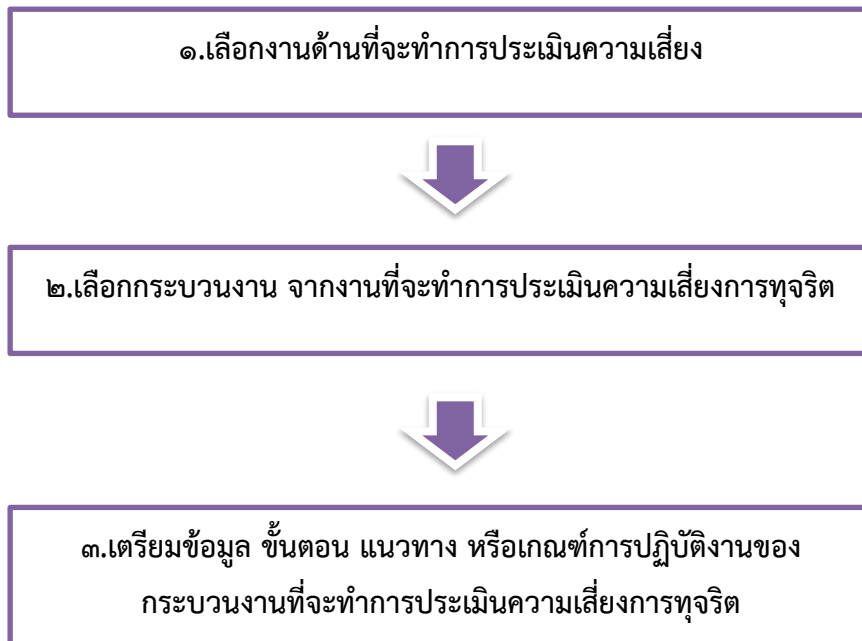 ๑.เลือกงานด้านที่จะทำการประเมินความเสี่ยง
๒.เลือกกระบวนงาน จากงานที่จะทำการประเมินความเสี่ยงการทุจริต
๓.เตรียมข้อมูล ขั้นตอน แนวทาง หรือเกณฑ์การปฏิบัติงานของ
กระบวนงานที่จะทำการประเมินความเสี่ยงการทุจริต